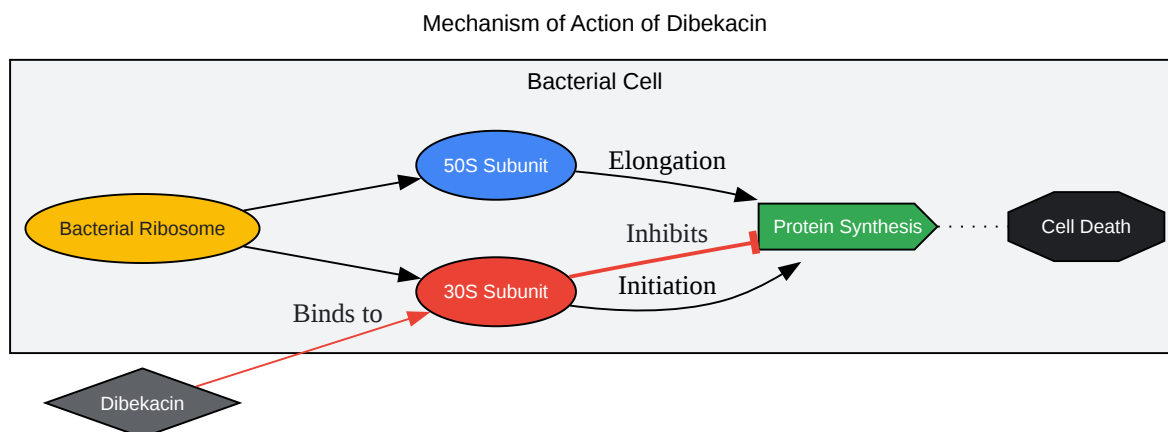 Mechanism of Action of Dibekacin
Bacterial Cell
50S Subunit
Elongation
Bacterial Ribosome
Inhibits
Protein Synthesis
Cell Death
30S Subunit
Initiation
Binds to
Dibekacin